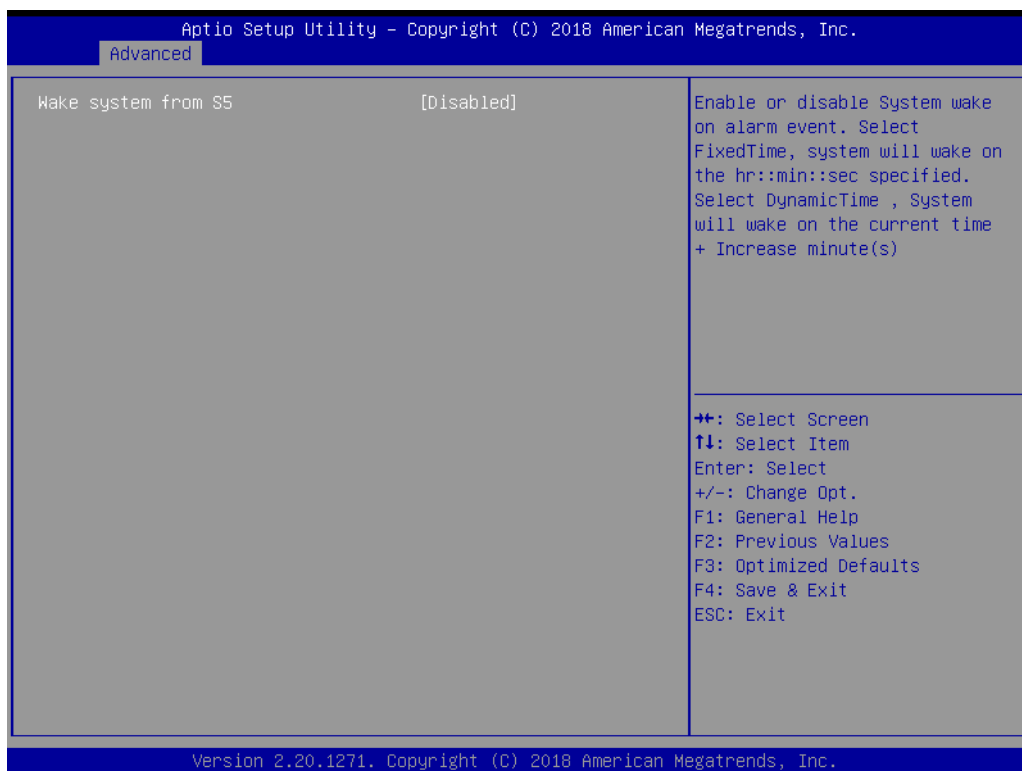 Aptio Setup Utility – Copyright (C) 2018 American Megatrends, Inc.
Advanced
Wake system from S5 [Disabled]
Enable or disable System wake
on alarm event. Select
FixedTime, system will wake on
the hr::min::sec specified.
Select DynamicTime , System
will wake on the current time
+ Increase minute(s)
→←: Select Screen
↑↓: Select Item
Enter: Select
+/-: Change Opt.
F1: General Help
F2: Previous Values
F3: Optimized Defaults
F4: Save & Exit
ESC: Exit
Version 2.20.1271. Copyright (C) 2018 American Megatrends, Inc.